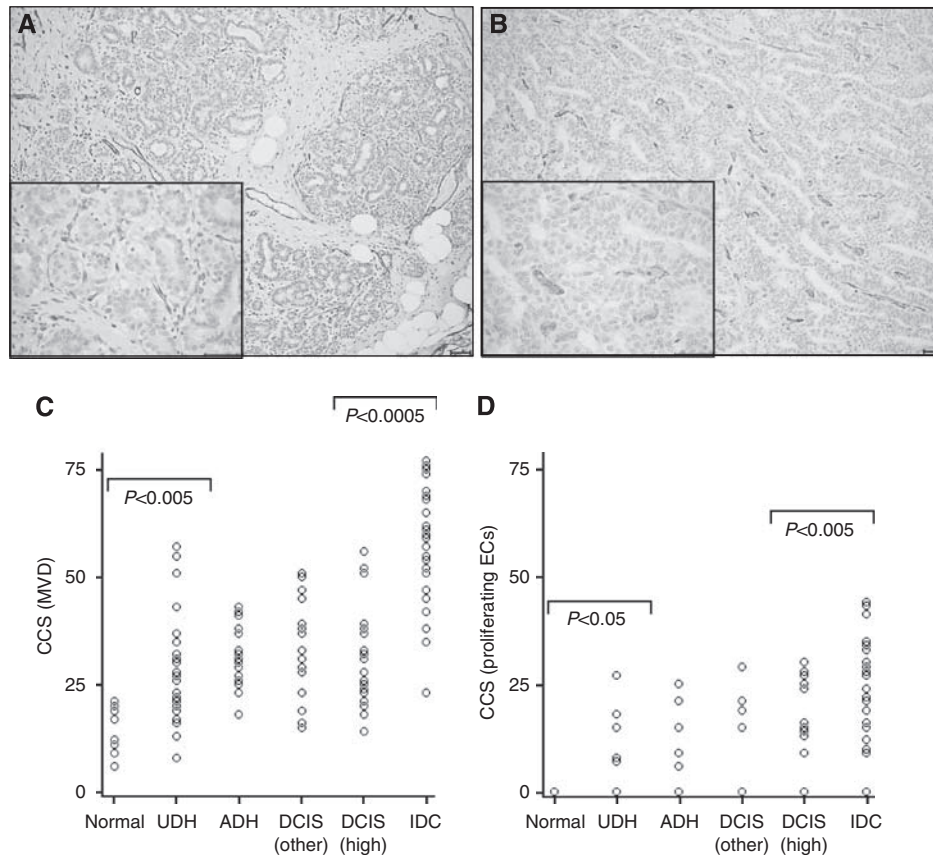 A
B
C
P<0.0005
75
P<0.005
50
25
0
CCS (MVD)
Normal UDH ADH DCIS (other) DCIS (high) IDC
D
75
P<0.005
50
P<0.05
25
0
CCS (proliferating ECs)
Normal UDH ADH DCIS (other) DCIS (high) IDC